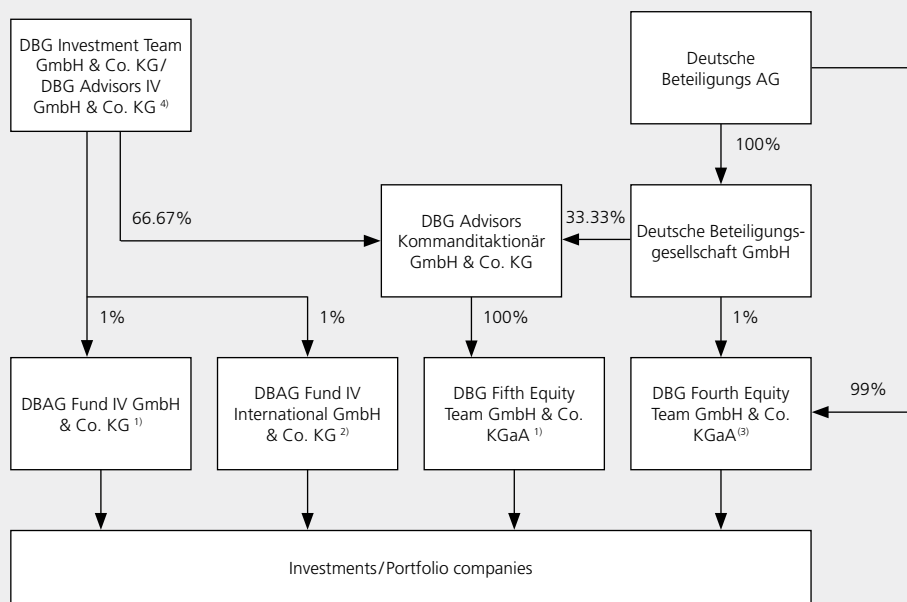 DBG Investment Team
GmbH & Co. KG/
DBG Advisors IV
GmbH & Co. KG 4)
Deutsche
Beteiligungs AG
100%
66.67%
DBG Advisors
Kommanditaktionär
GmbH & Co. KG
33.33%
Deutsche Beteiligungs-
gesellschaft GmbH
1%
1%
100%
1%
DBAG Fund IV GmbH
& Co. KG 1)
DBAG Fund IV
International GmbH
& Co. KG 2)
DBG Fifth Equity
Team GmbH & Co.
KGaA 1)
DBG Fourth Equity
Team GmbH & Co.
KGaA(3)
99%
Investments/Portfolio companies